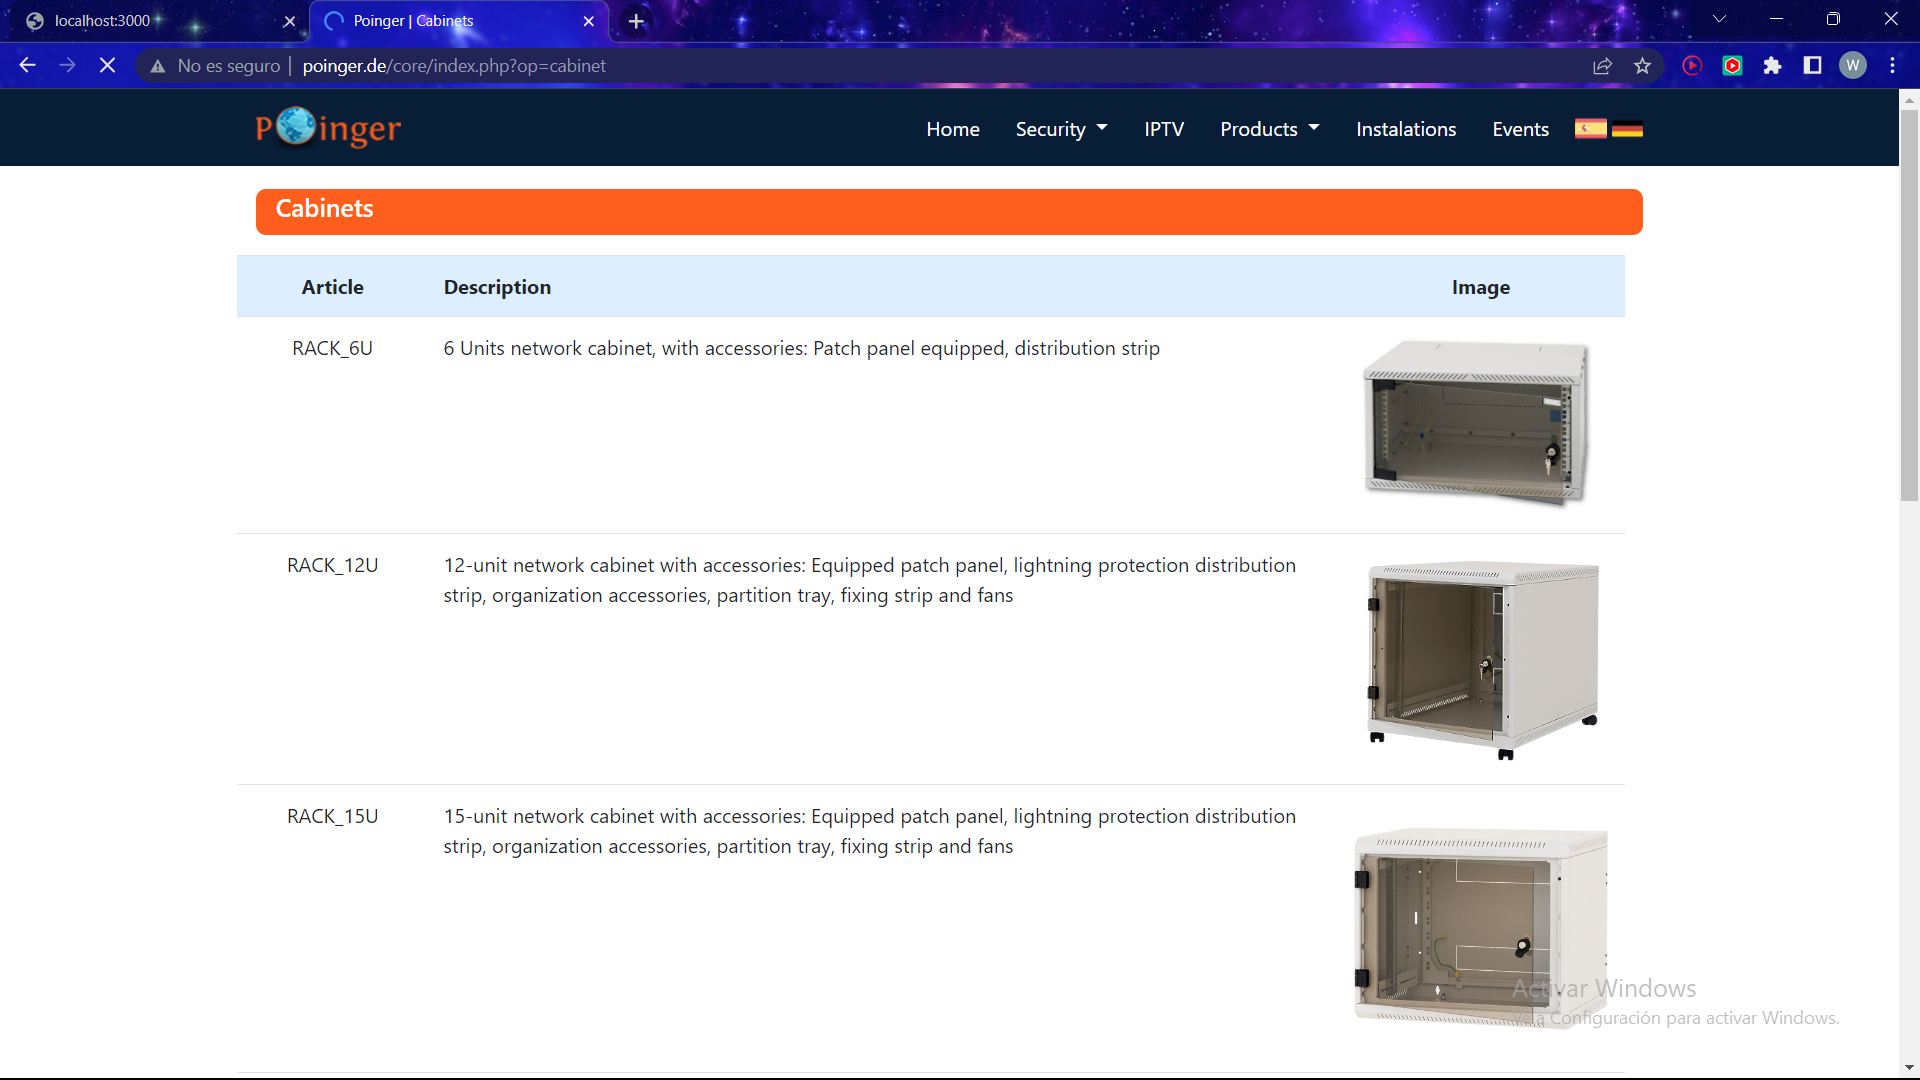 localhost:3000
Poinger | Cabinets
No es seguro | poinger.de/core/index.php?op=cabinet
W
Poinger
Home
Security
IPTV
Products
Instalations
Events
Cabinets
Article
Description
Image
RACK_6U
6 Units network cabinet, with accessories: Patch panel equipped, distribution strip
RACK_12U
12-unit network cabinet with accessories: Equipped patch panel, lightning protection distribution
strip, organization accessories, partition tray, fixing strip and fans
RACK_15U
15-unit network cabinet with accessories: Equipped patch panel, lightning protection distribution
strip, organization accessories, partition tray, fixing strip and fans
Activar Windows
Ve a Configuración para activar Windows.